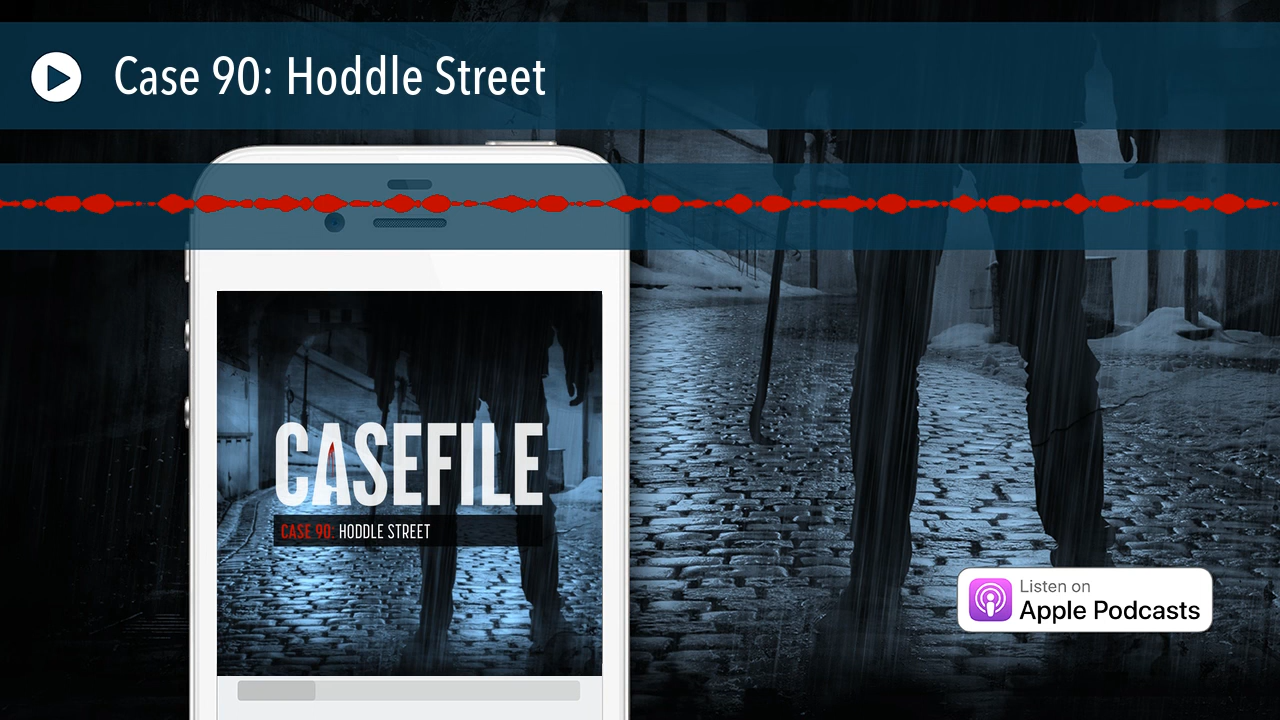 Case 90: Hoddle Street
CASEFILE
CASE 90: HODDLE STREET
Listen on
Apple Podcasts